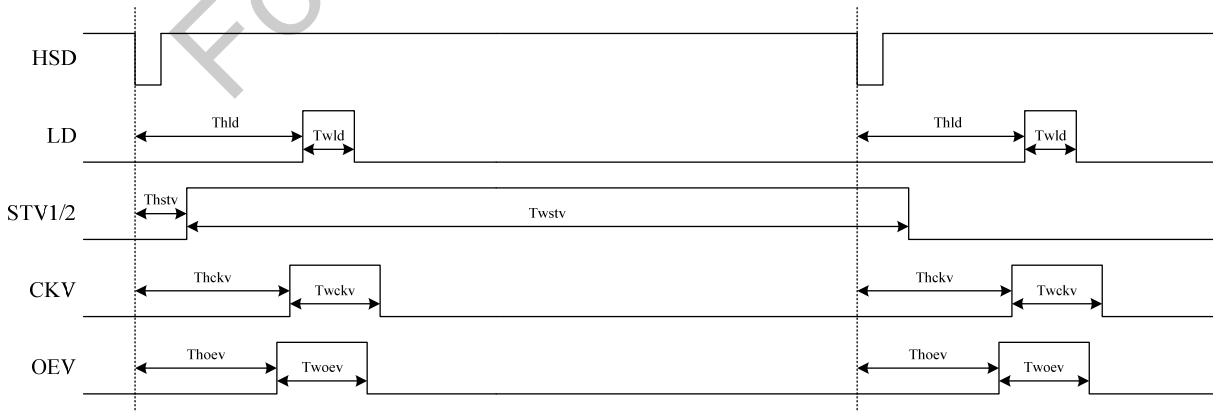 Fo
HSD
LD
Thld
Twld
Thld
Twld
STV1/2
Thstv
Twstv
CKV
Thckv
Twckv
Thckv
Twckv
OEV
Thoev
Twoev
Thoev
Twoev